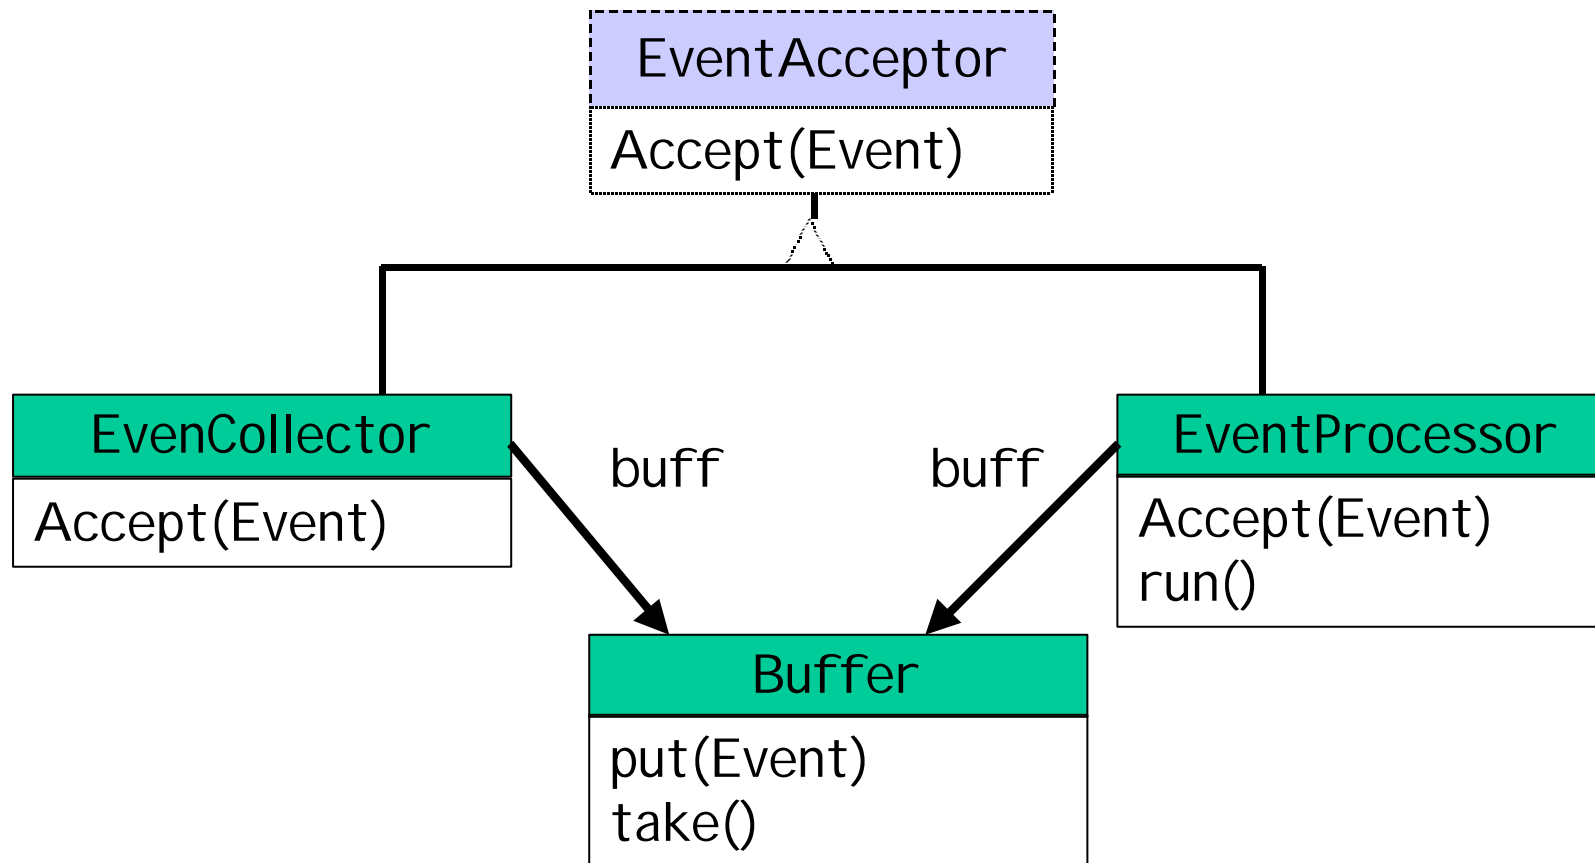 EventAcceptor
Accept(Event)
EvenCollector
Accept(Event)
buff
buff
EventProcessor
Accept(Event)
run()
Buffer
put(Event)
take()